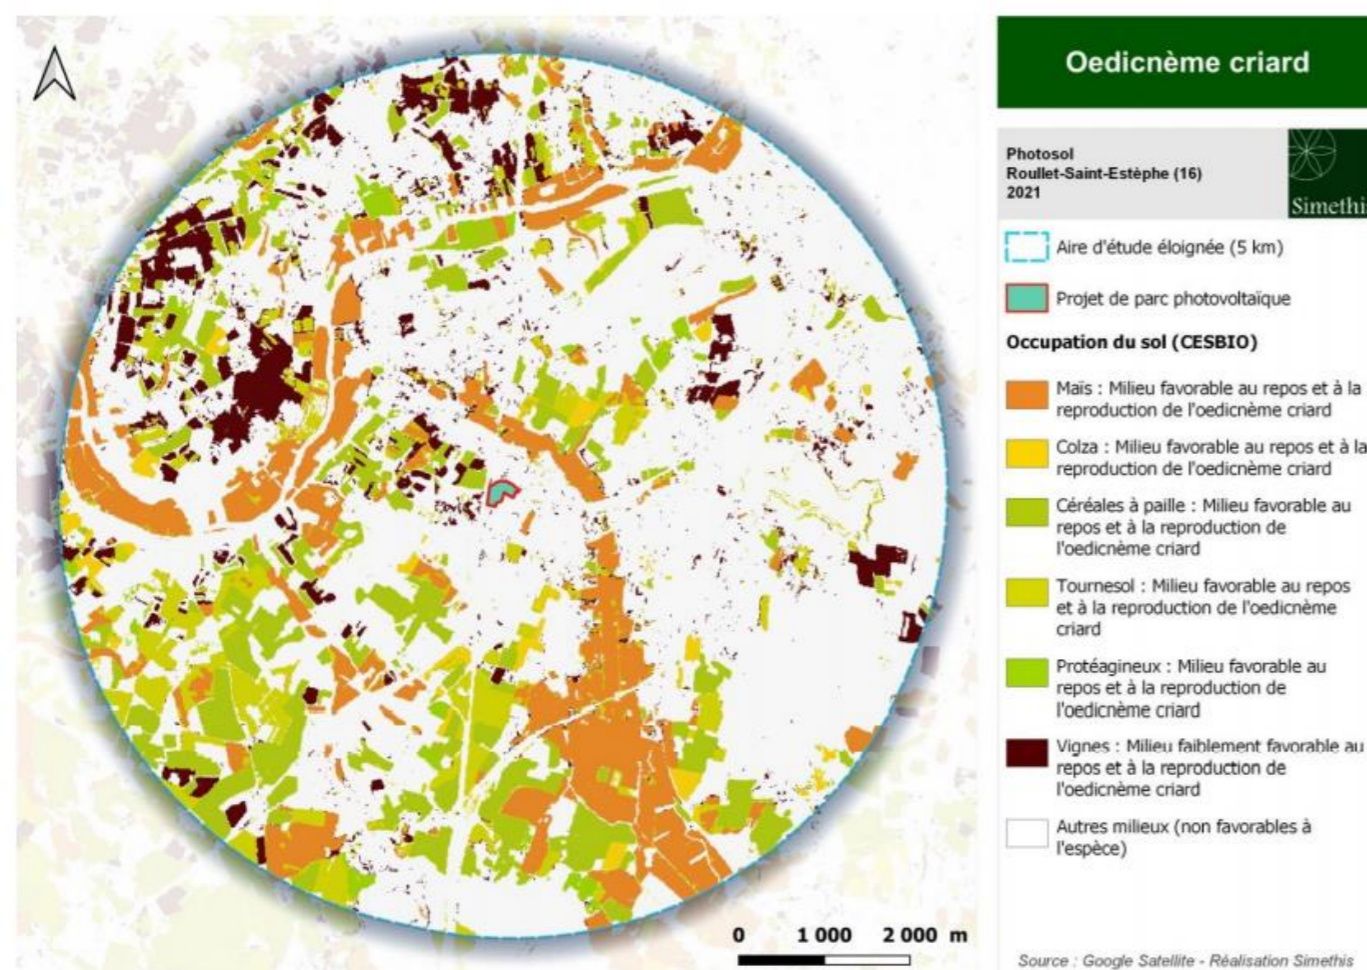 Oedicnème criard
Photosol
Roullet-Saint-Estèphe (16)
2021
Simethis
Aire d'étude éloignée (5 km)
Projet de parc photovoltaïque
Occupation du sol (CESBIO)
Maïs : Milieu favorable au repos et à la
reproduction de l'oedicnème criard
Colza : Milieu favorable au repos et à la
reproduction de l'oedicnème criard
Céréales à paille : Milieu favorable au
repos et à la reproduction de
l'oedicnème criard
Tournesol : Milieu favorable au repos
et à la reproduction de l'oedicnème
criard
Protéagineux : Milieu favorable au
repos et à la reproduction de
l'oedicnème criard
Vignes : Milieu faiblement favorable au
repos et à la reproduction de
l'oedicnème criard
Autres milieux (non favorables à
l'espèce)
0 1 000 2 000 m
Source : Google Satellite - Réalisation Simethis